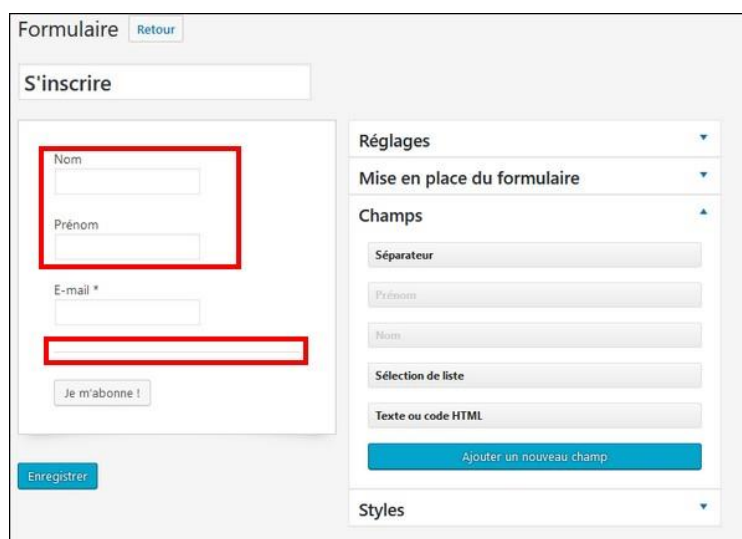 Formulaire Retour
S'inscrire
Nom
Prénom
E-mail *
Je m'abonne !
Enregistrer
Réglages
Mise en place du formulaire
Champs
Séparateur
Prénom
Nom
Sélection de liste
Texte ou code HTML
Ajouter un nouveau champ
Styles